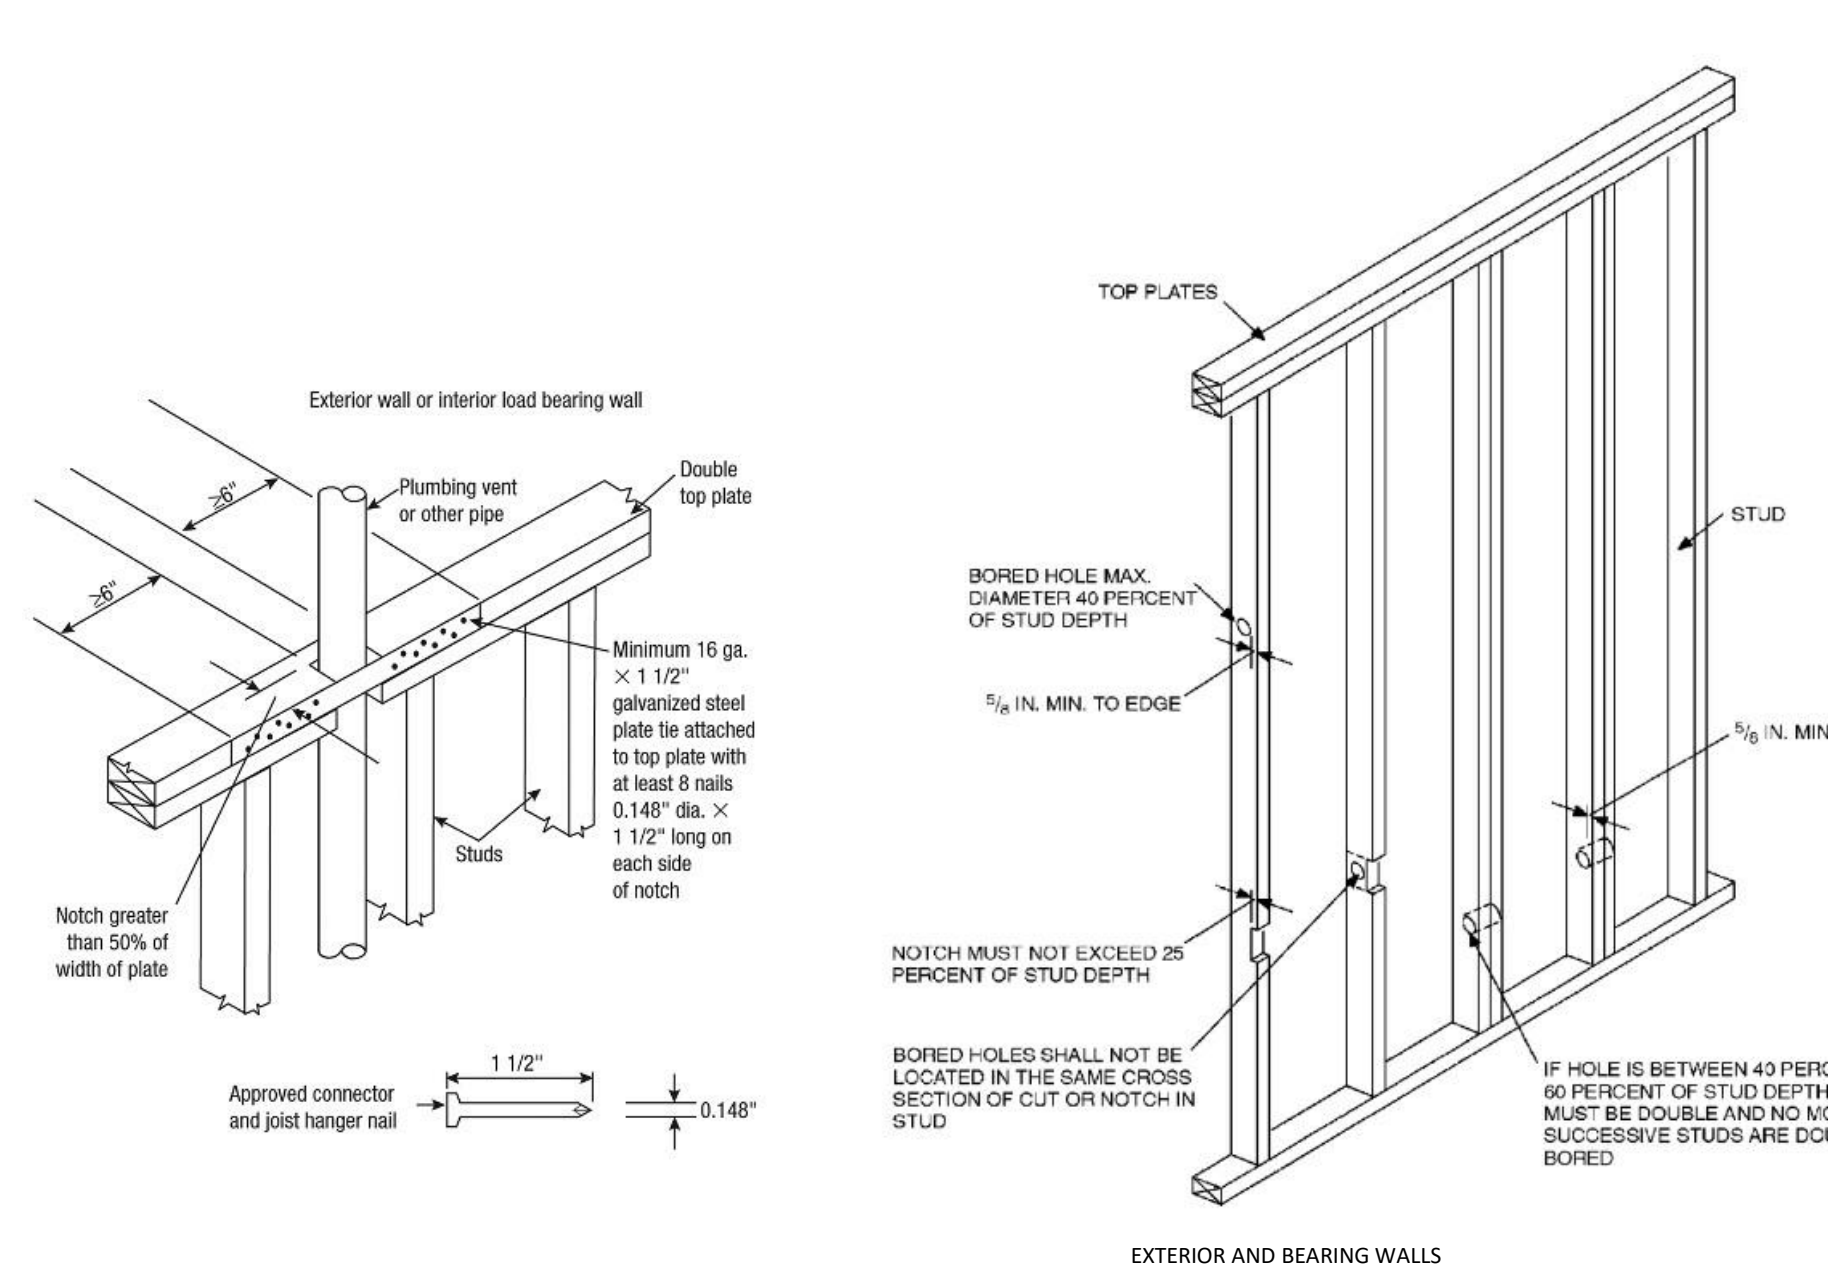 Exterior wall or interior load bearing wall
≥6"
≥6"
Plumbing vent
or other pipe
Double
top plate
Minimum 16 ga.
× 1 1/2"
galvanized steel
plate tie attached
to top plate with
at least 8 nails
0.148" dia. ×
1 1/2" long on
each side
of notch
Studs
Notch greater
than 50% of
width of plate
1 1/2"
Approved connector
and joist hanger nail
0.148"
TOP PLATES
STUD
BORED HOLE MAX.
DIAMETER 40 PERCENT
OF STUD DEPTH
5/8 IN. MIN. TO EDGE
5/8 IN. MIN
NOTCH MUST NOT EXCEED 25
PERCENT OF STUD DEPTH
BORED HOLES SHALL NOT BE
LOCATED IN THE SAME CROSS
SECTION OF CUT OR NOTCH IN
STUD
IF HOLE IS BETWEEN 40
60 PERCENT OF STUD DEPTH
MUST BE DOUBLE AND NO
SUCCESSIVE STUDS ARE
BORED
EXTERIOR AND BEARING WALLS